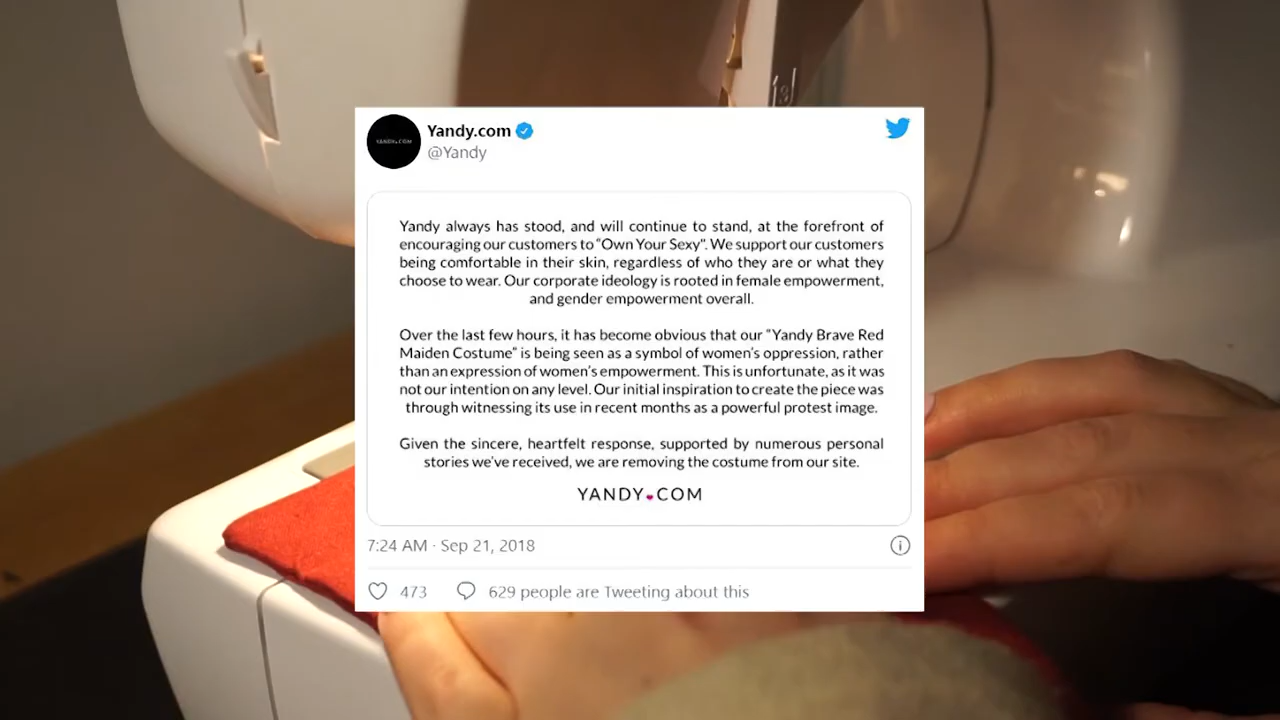 Yandy.com
@Yandy
YANDY.COM
Yandy always has stood, and will continue to stand, at the forefront of
encouraging our customers to “Own Your Sexy”. We support our customers
being comfortable in their skin, regardless of who they are or what they
choose to wear. Our corporate ideology is rooted in female empowerment,
and gender empowerment overall.
Over the last few hours, it has become obvious that our “Yandy Brave Red
Maiden Costume” is being seen as a symbol of women’s oppression, rather
than an expression of women’s empowerment. This is unfortunate, as it was
not our intention on any level. Our initial inspiration to create the piece was
through witnessing its use in recent months as a powerful protest image.
Given the sincere, heartfelt response, supported by numerous personal
stories we’ve received, we are removing the costume from our site.
YANDY.COM
7:24 AM · Sep 21, 2018
473
629 people are Tweeting about this